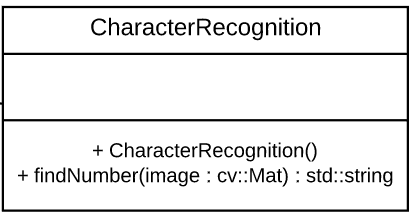 CharacterRecognition
+ CharacterRecognition()
+ findNumber(image : cv::Mat) : std::string